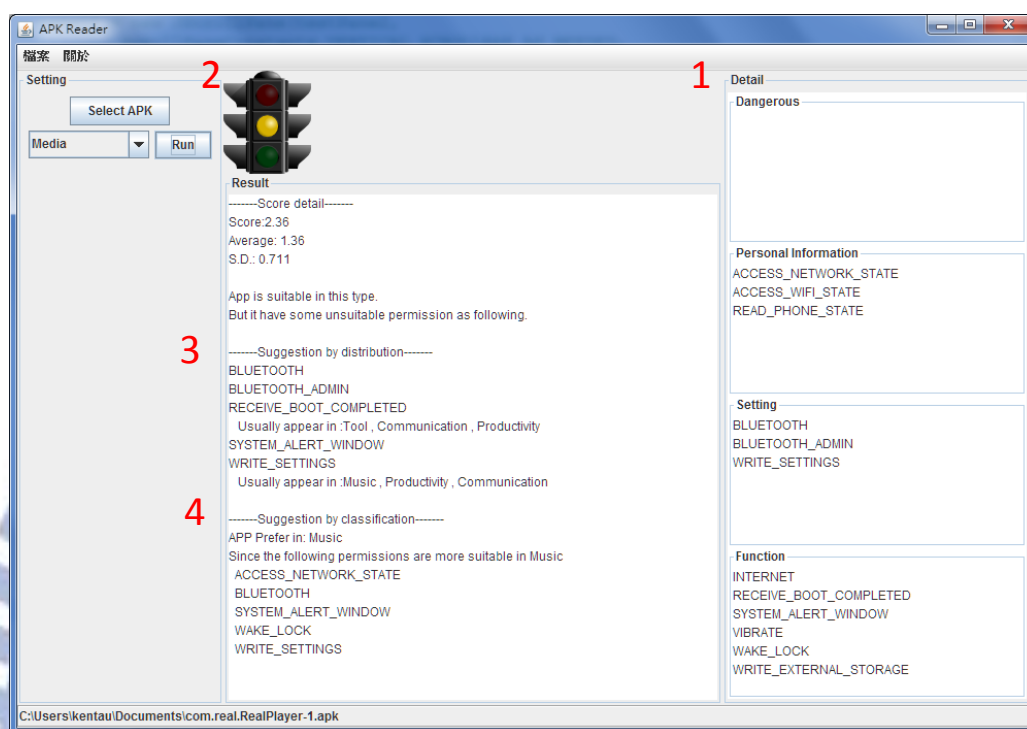 APK Reader
檔案 關於
Setting
Select APK
Media
Run
2
Result
-------Score detail-------
Score:2.36
Average: 1.36
S.D.: 0.711
App is suitable in this type.
But it have some unsuitable permission as following.
3
-------Suggestion by distribution-------
BLUETOOTH
BLUETOOTH_ADMIN
RECEIVE_BOOT_COMPLETED
Usually appear in :Tool , Communication , Productivity
SYSTEM_ALERT_WINDOW
WRITE_SETTINGS
Usually appear in :Music , Productivity , Communication
4
-------Suggestion by classification-------
APP Prefer in: Music
Since the following permissions are more suitable in Music
ACCESS_NETWORK_STATE
BLUETOOTH
SYSTEM_ALERT_WINDOW
WAKE_LOCK
WRITE_SETTINGS
1
Detail
Dangerous
Personal Information
ACCESS_NETWORK_STATE
ACCESS_WIFI_STATE
READ_PHONE_STATE
Setting
BLUETOOTH
BLUETOOTH_ADMIN
WRITE_SETTINGS
Function
INTERNET
RECEIVE_BOOT_COMPLETED
SYSTEM_ALERT_WINDOW
VIBRATE
WAKE_LOCK
WRITE_EXTERNAL_STORAGE
C:\Users\kentau\Documents\com.real.RealPlayer-1.apk